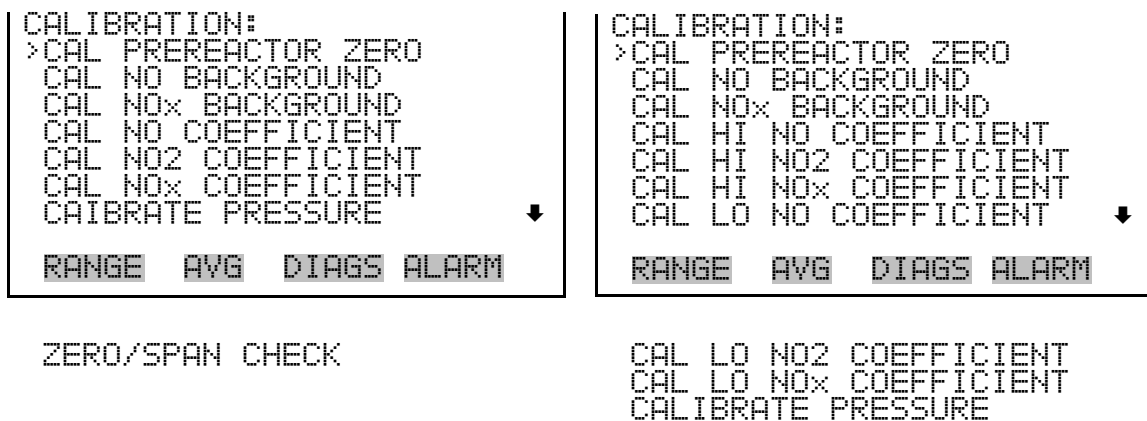 CALIBRATION:
>CAL PREREACTOR ZERO
CAL NO BACKGROUND
CAL NOx BACKGROUND
CAL NO COEFFICIENT
CAL NO2 COEFFICIENT
CAL NOx COEFFICIENT
CAIBRATE PRESSURE
RANGE AVG DIAGS ALARM
ZERO/SPAN CHECK
CALIBRATION:
>CAL PREREACTOR ZERO
CAL NO BACKGROUND
CAL NOx BACKGROUND
CAL HI NO COEFFICIENT
CAL HI NO2 COEFFICIENT
CAL HI NOx COEFFICIENT
CAL LO NO COEFFICIENT
RANGE AVG DIAGS ALARM
CAL LO NO2 COEFFICIENT
CAL LO NOx COEFFICIENT
CALIBRATE PRESSURE